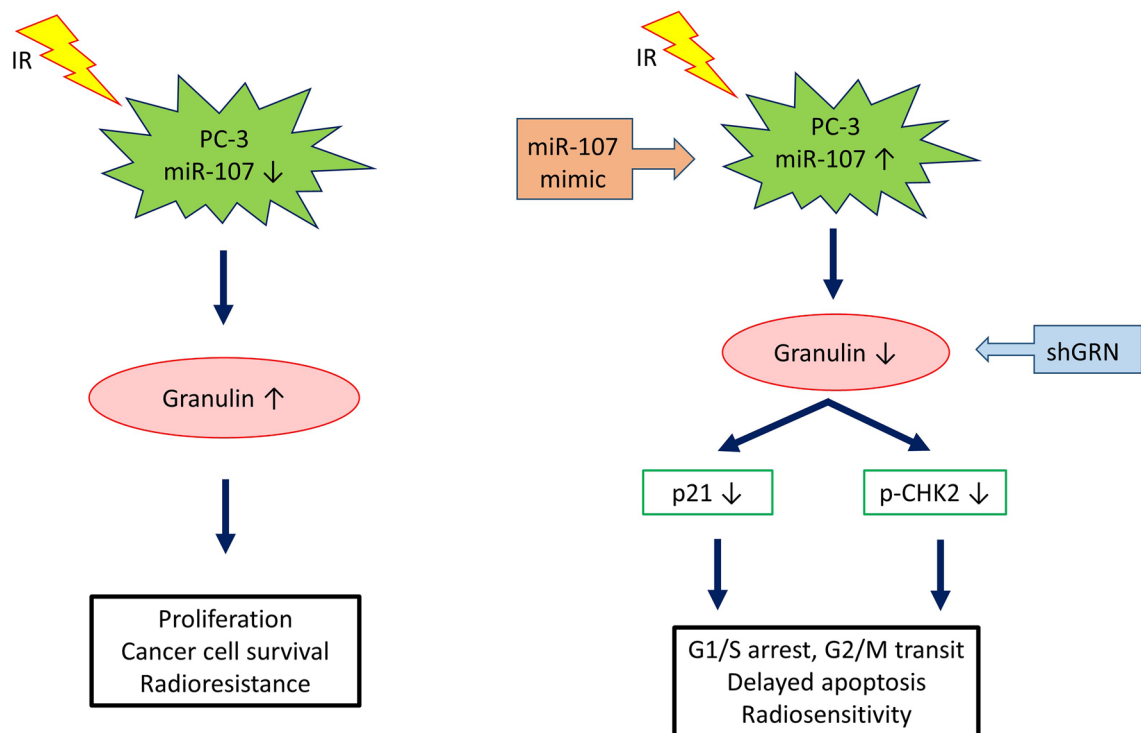 IR
PC-3
miR-107 ↓
Granulin ↑
Proliferation
Cancer cell survival
Radioresistance
IR
miR-107
mimic
PC-3
miR-107 ↑
Granulin ↓
shGRN
p21 ↓
p-CHK2 ↓
G1/S arrest, G2/M transit
Delayed apoptosis
Radiosensitivity